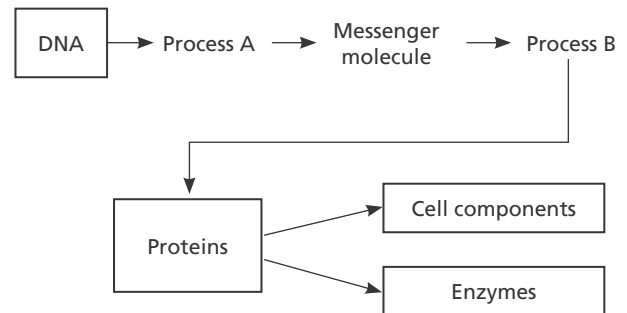 DNA
Process A
Messenger
molecule
Process B
Proteins
Cell components
Enzymes